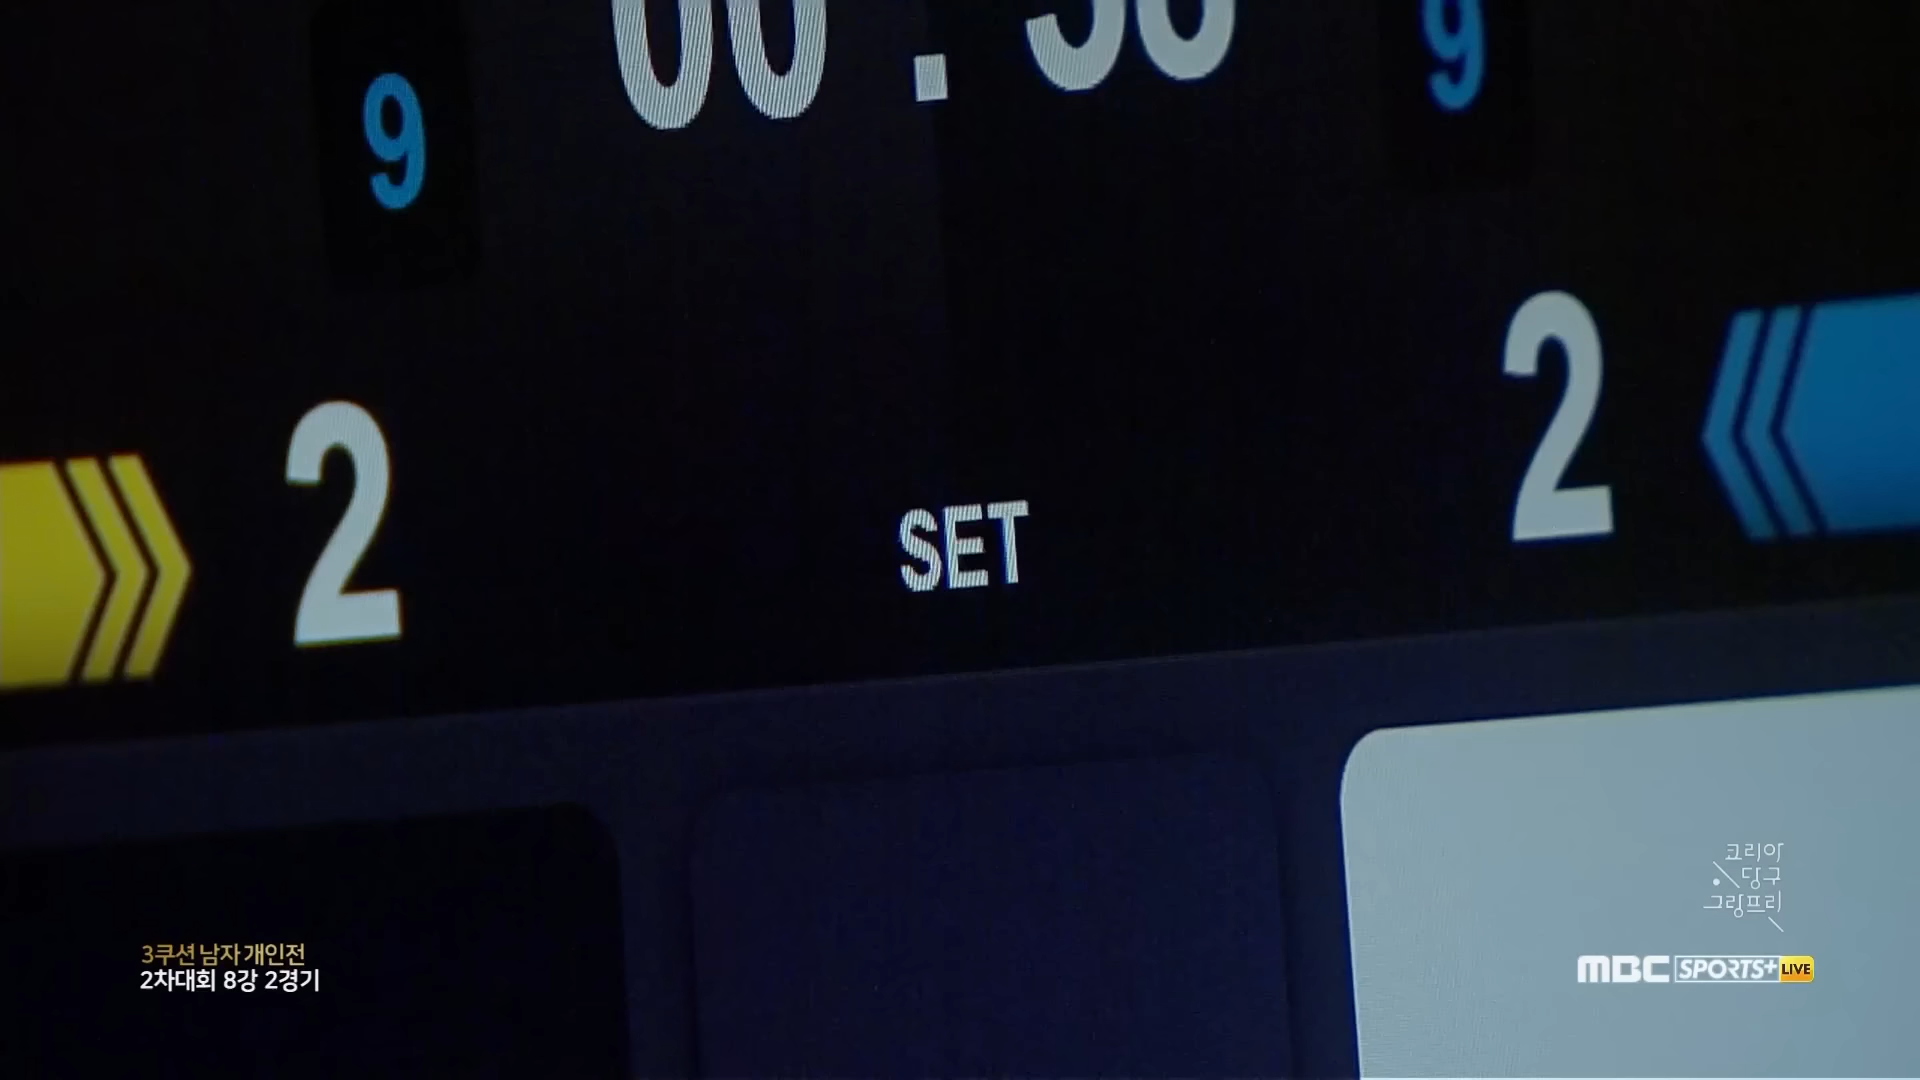 9
9
2
SET
2
코리아
당구
그랑프리
3쿠션 남자 개인전
2차대회 8강 2경기
MBC SPORTS+ LIVE